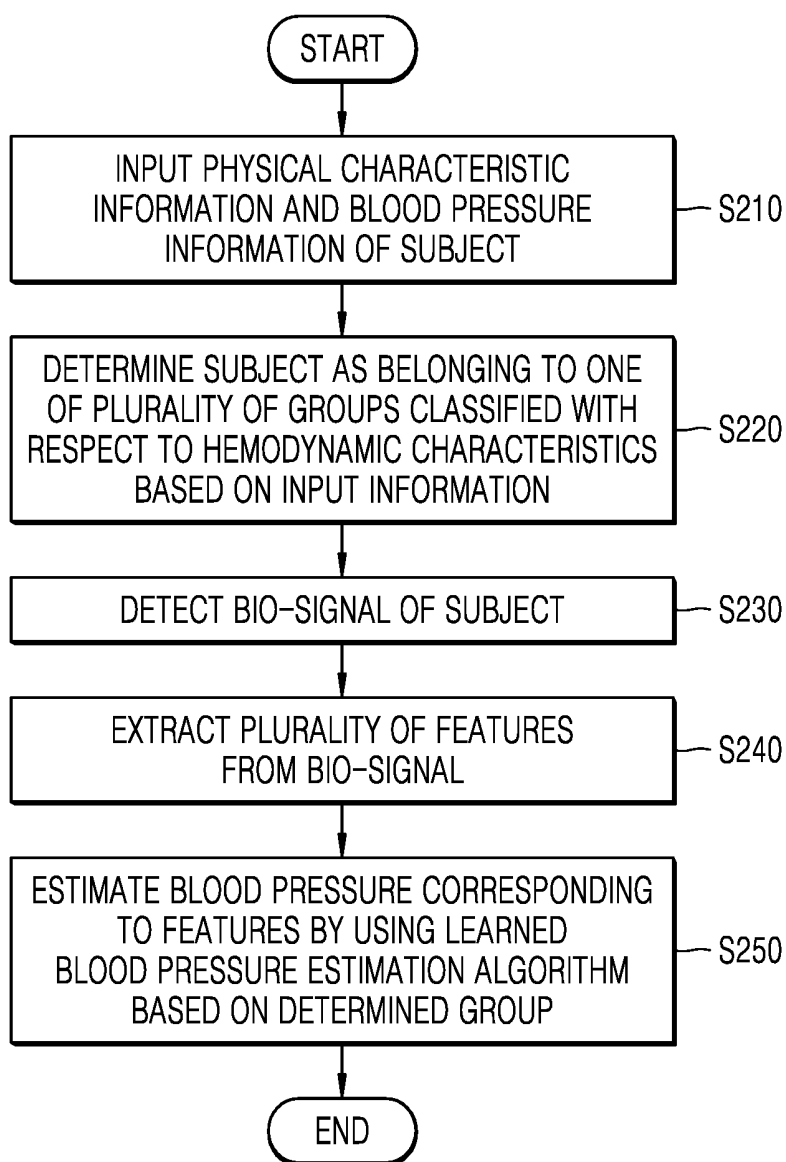 START
INPUT PHYSICAL CHARACTERISTIC
INFORMATION AND BLOOD PRESSURE
INFORMATION OF SUBJECT
S210
DETERMINE SUBJECT AS BELONGING TO ONE
OF PLURALITY OF GROUPS CLASSIFIED WITH
RESPECT TO HEMODYNAMIC CHARACTERISTICS
BASED ON INPUT INFORMATION
S220
DETECT BIO-SIGNAL OF SUBJECT
S230
EXTRACT PLURALITY OF FEATURES
FROM BIO-SIGNAL
S240
ESTIMATE BLOOD PRESSURE CORRESPONDING
TO FEATURES BY USING LEARNED
BLOOD PRESSURE ESTIMATION ALGORITHM
BASED ON DETERMINED GROUP
S250
END